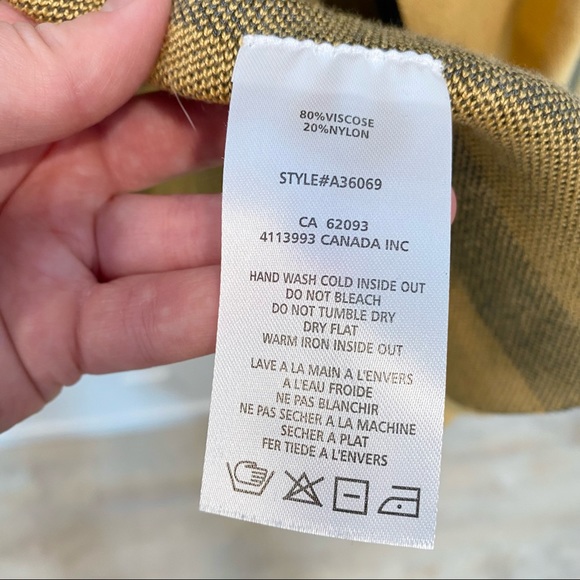 80%VISCOSE
20%NYLON
STYLE#A36069
CA 62093
4113993 CANADA INC
HAND WASH COLD INSIDE OUT
DO NOT BLEACH
DO NOT TUMBLE DRY
DRY FLAT
WARM IRON INSIDE OUT
LAVE A LA MAIN A L'ENVERS
A L'EAU FROIDE
NE PAS BLANCHIR
NE PAS SECHER A LA MACHINE
SECHER A PLAT
FER TIEDE A L'ENVERS